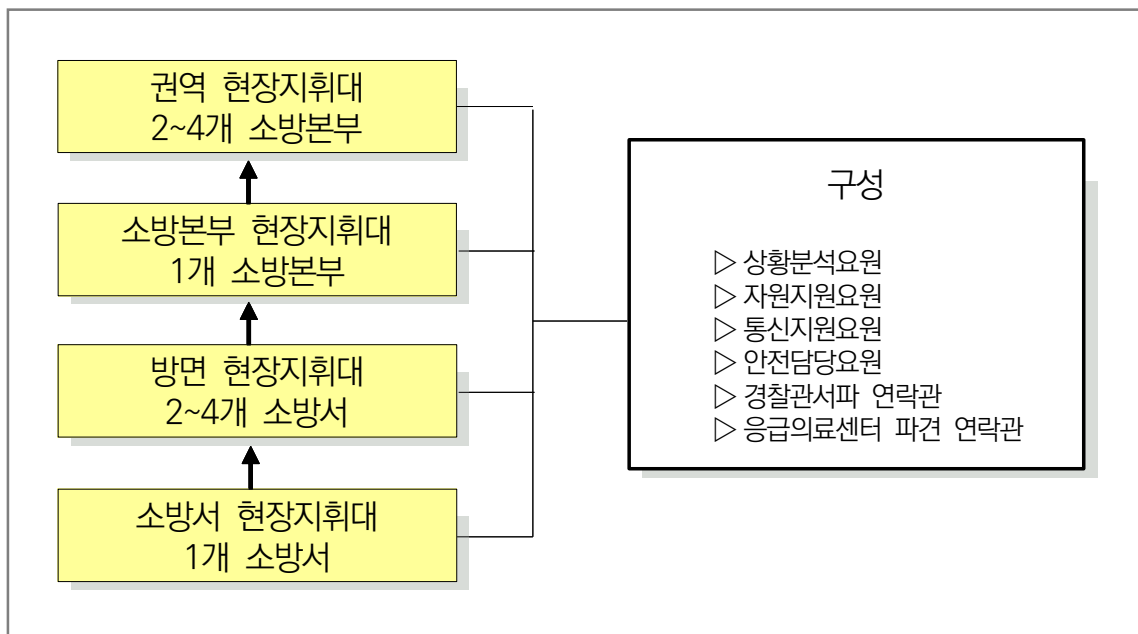 권역 현장지휘대
2~4개 소방본부
소방본부 현장지휘대
1개 소방본부
방면 현장지휘대
2~4개 소방서
소방서 현장지휘대
1개 소방서
구성
▷ 상황분석요원
▷ 자원지원요원
▷ 통신지원요원
▷ 안전담당요원
▷ 경찰관서파 연락관
▷ 응급의료센터 파견 연락관